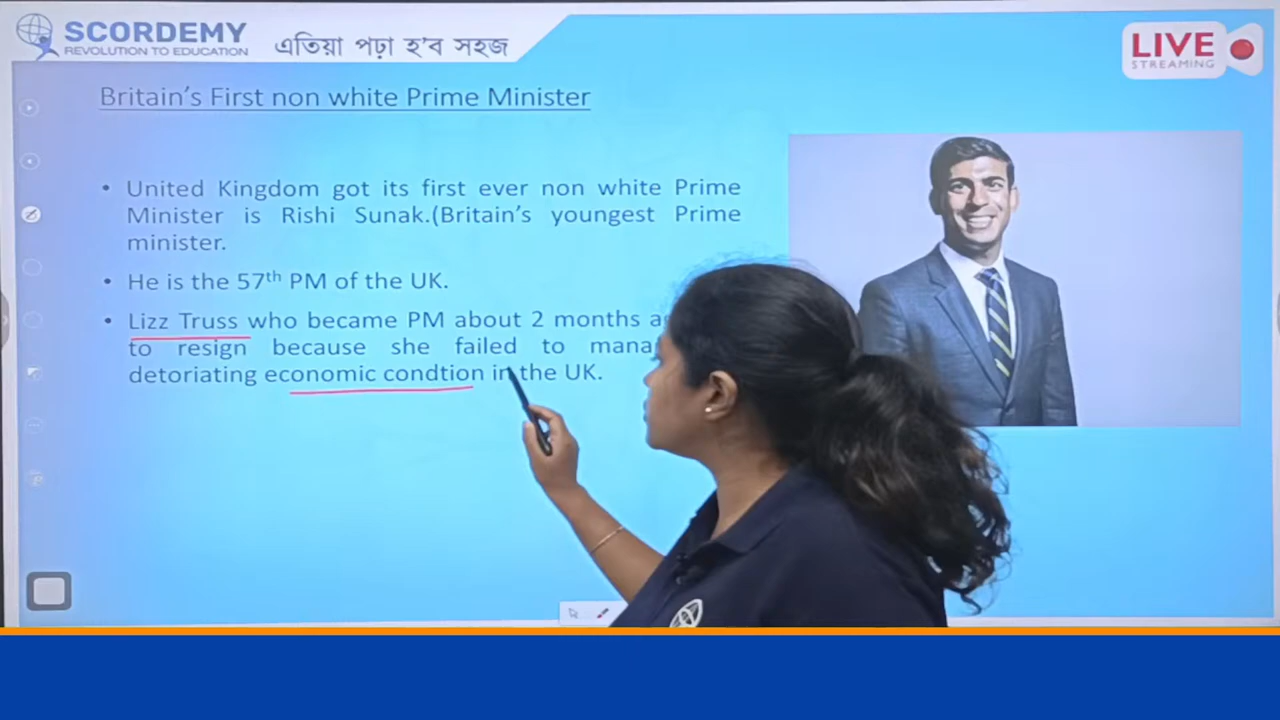 SCORDEMY
REVOLUTION TO EDUCATION
এতিয়া পঢ়া হ'ব সহজ
LIVE
STREAMING
Britain's First non white Prime Minister
• United Kingdom got its first ever non white Prime
Minister is Rishi Sunak.(Britain's youngest Prime
minister.
• He is the 57th PM of the UK.
• Lizz Truss who became PM about 2 months
to resign because she failed to
detoriating economic condtion in the UK.